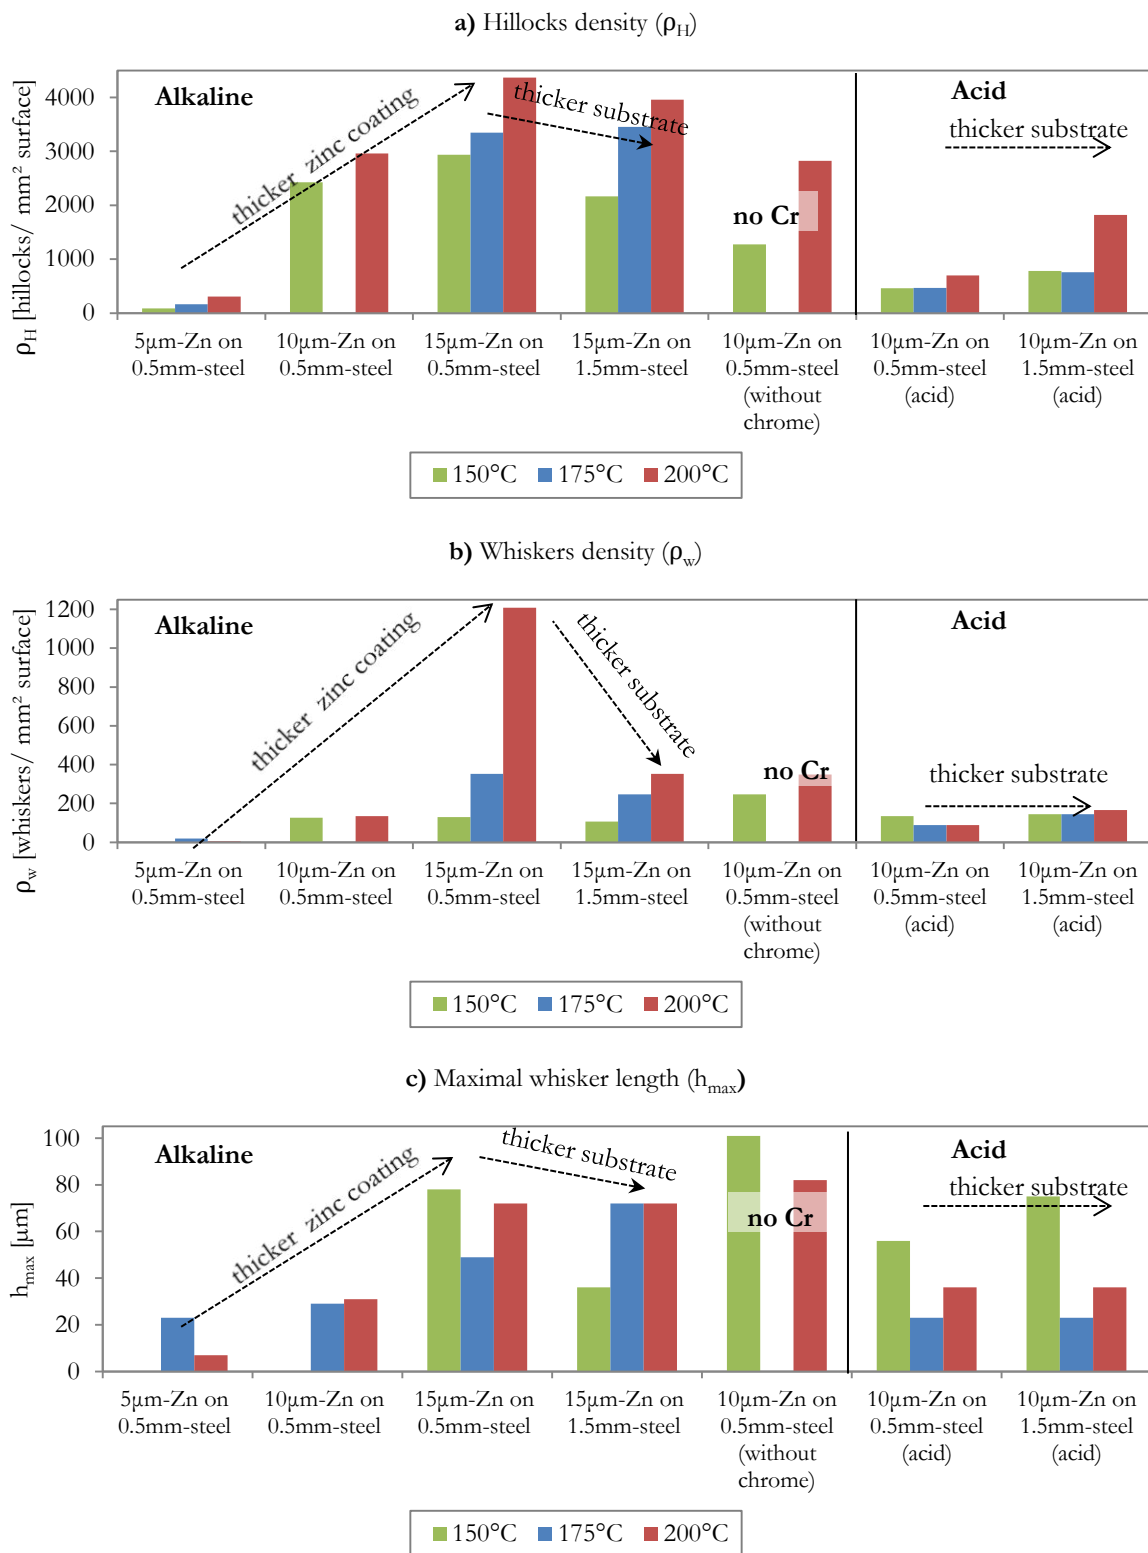 a) Hillocks density (ρH)
ρH [hillocks/ mm² surface]
4000
3000
2000
1000
0
Alkaline
thicker zinc coating
thicker substrate
no Cr
Acid
thicker substrate
5µm-Zn on
0.5mm-steel
10µm-Zn on
0.5mm-steel
15µm-Zn on
0.5mm-steel
15µm-Zn on
1.5mm-steel
10µm-Zn on
0.5mm-steel
(without
chrome)
10µm-Zn on
0.5mm-steel
(acid)
10µm-Zn on
1.5mm-steel
(acid)
150°C 175°C 200°C
b) Whiskers density (ρw)
ρw [whiskers/ mm² surface]
1200
1000
800
600
400
200
0
Alkaline
thicker zinc coating
thicker substrate
no Cr
Acid
thicker substrate
5µm-Zn on
0.5mm-steel
10µm-Zn on
0.5mm-steel
15µm-Zn on
0.5mm-steel
15µm-Zn on
1.5mm-steel
10µm-Zn on
0.5mm-steel
(without
chrome)
10µm-Zn on
0.5mm-steel
(acid)
10µm-Zn on
1.5mm-steel
(acid)
150°C 175°C 200°C
c) Maximal whisker length (hmax)
hmax [µm]
100
80
60
40
20
0
Alkaline
thicker zinc coating
thicker substrate
no Cr
Acid
thicker substrate
5µm-Zn on
0.5mm-steel
10µm-Zn on
0.5mm-steel
15µm-Zn on
0.5mm-steel
15µm-Zn on
1.5mm-steel
10µm-Zn on
0.5mm-steel
(without
chrome)
10µm-Zn on
0.5mm-steel
(acid)
10µm-Zn on
1.5mm-steel
(acid)
150°C 175°C 200°C